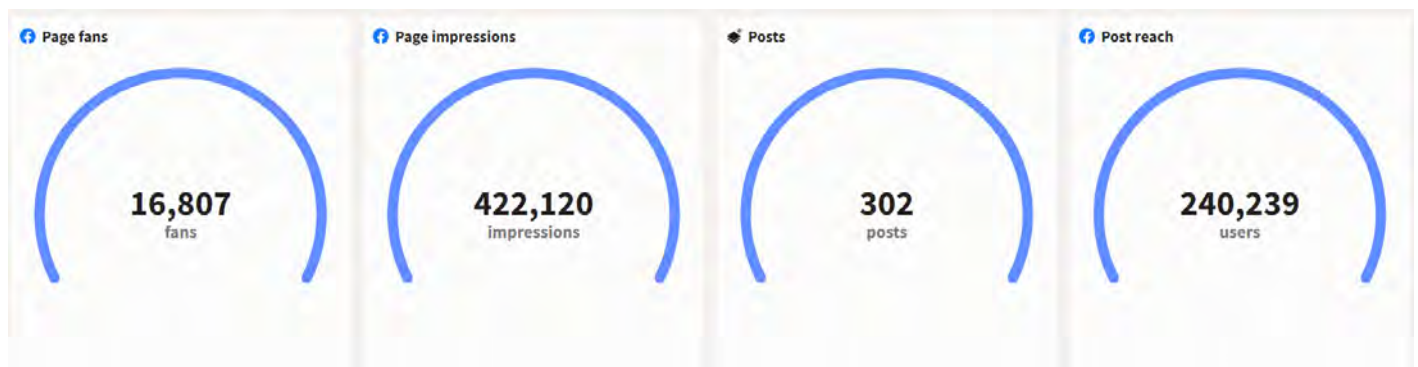 Page fans
16,807
fans
Page impressions
422,120
impressions
Posts
302
posts
Post reach
240,239
users